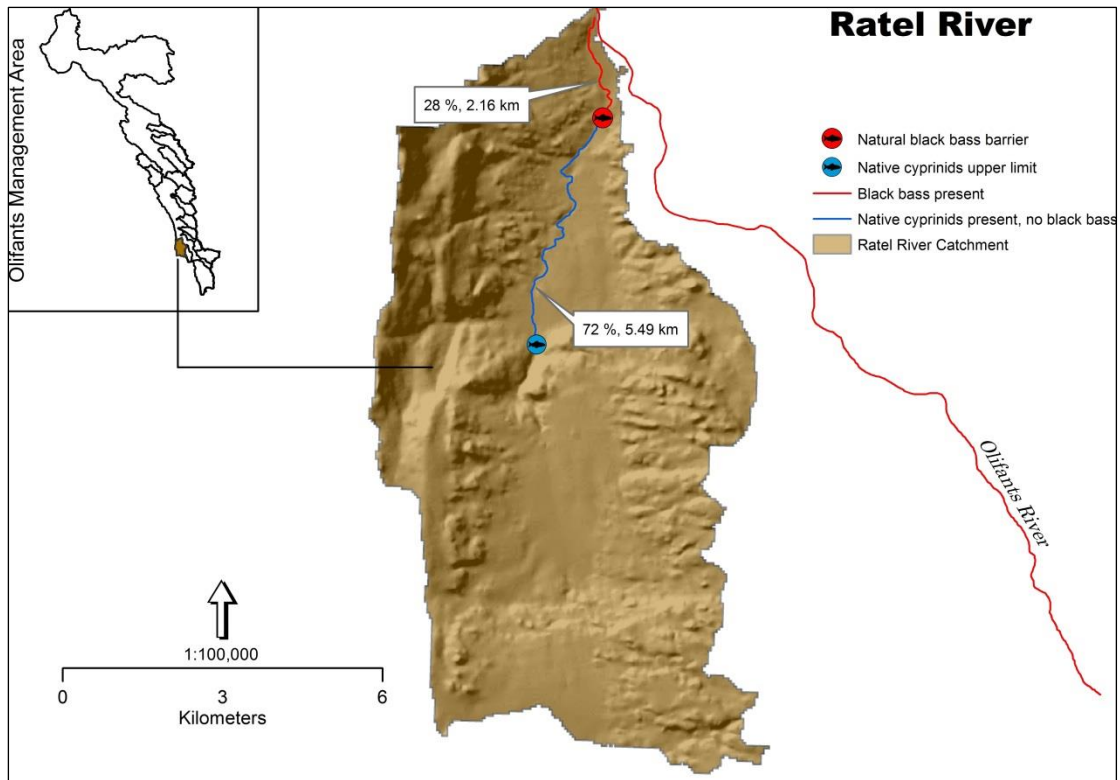 Ratel River
Olifants Management Area
28 %, 2.16 km
Natural black bass barrier
Native cyprinids upper limit
Black bass present
Native cyprinids present, no black bass
Ratel River Catchment
72 %, 5.49 km
Olifants River
1:100,000
0 3 6
Kilometers